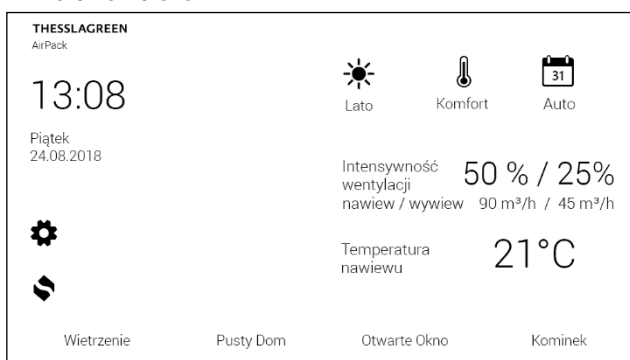 THESSLAGREEN
AirPack
13:08
Piątek
24.08.2018
31
Lato
Komfort
Auto
Intensywność
wentylacji
nawiew / wywiew
50 % / 25%
90 m³/h / 45 m³/h
Temperatura
nawiewu
21°C
Wietrzenie
Pusty Dom
Otwarte Okno
Kominek